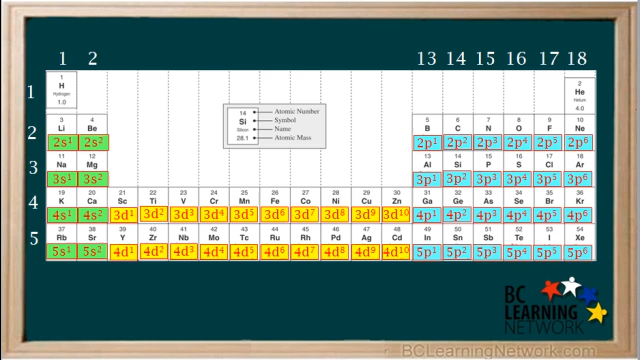 1 2 13 14 15 16 17 18
1
1 2
H He
Hydrogen Helium
1.0 4.0
14 Atomic Number
Si Symbol
Silicon Name
28.1 Atomic Mass
2
3 4 5 6 7 8 9 10
Li Be B C N O F Ne
2s¹ 2s² 2p¹ 2p² 2p³ 2p⁴ 2p⁵ 2p⁶
3
11 12 13 14 15 16 17 18
Na Mg Al Si P S Cl Ar
3s¹ 3s² 3p¹ 3p² 3p³ 3p⁴ 3p⁵ 3p⁶
4
19 20 21 22 23 24 25 26 27 28 29 30 31 32 33 34 35 36
K Ca Sc Ti V Cr Mn Fe Co Ni Cu Zn Ga Ge As Se Br Kr
4s¹ 4s² 3d¹ 3d² 3d³ 3d⁴ 3d⁵ 3d⁶ 3d⁷ 3d⁸ 3d⁹ 3d¹⁰ 4p¹ 4p² 4p³ 4p⁴ 4p⁵ 4p⁶
5
37 38 39 40 41 42 43 44 45 46 47 48 49 50 51 52 53 54
Rb Sr Y Zr Nb Mo Tc Ru Rh Pd Ag Cd In Sn Sb Te I Xe
5s¹ 5s² 4d¹ 4d² 4d³ 4d⁴ 4d⁵ 4d⁶ 4d⁷ 4d⁸ 4d⁹ 4d¹⁰ 5p¹ 5p² 5p³ 5p⁴ 5p⁵ 5p⁶
BC
LEARNING
NETWORK
BCLearningNetwork.com